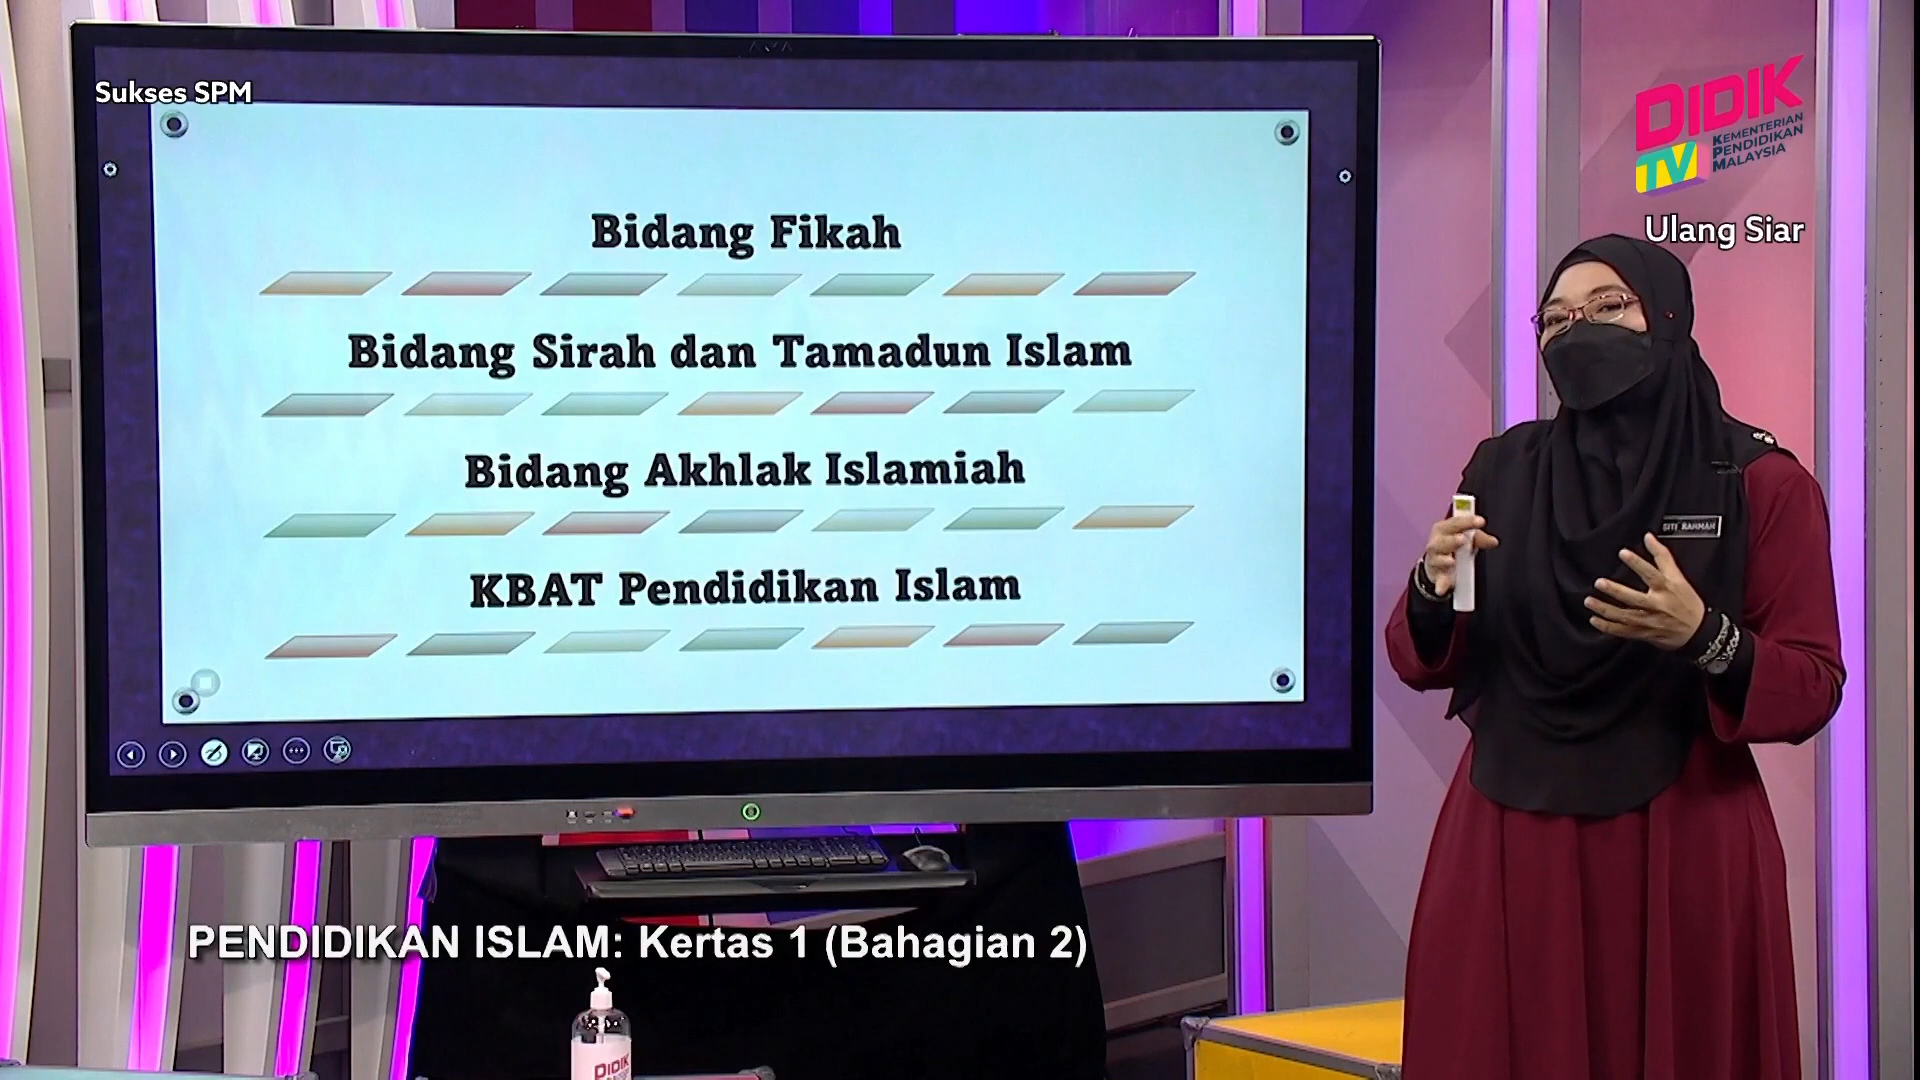 Sukses SPM
DIDIK
TV
KEMENTERIAN
PENDIDIKAN
MALAYSIA
Ulang Siar
Bidang Fikah
Bidang Sirah dan Tamadun Islam
Bidang Akhlak Islamiah
KBAT Pendidikan Islam
SITI RAHMAH
PENDIDIKAN ISLAM: Kertas 1 (Bahagian 2)
DIDIK